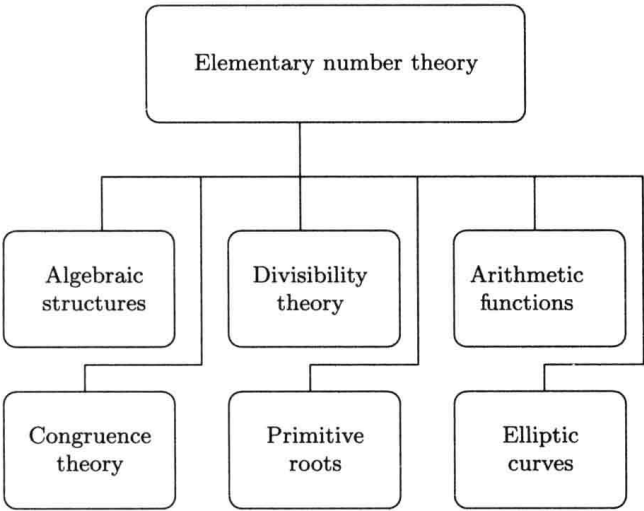 Elementary number theory
Algebraic
structures
Divisibility
theory
Arithmetic
functions
Congruence
theory
Primitive
roots
Elliptic
curves